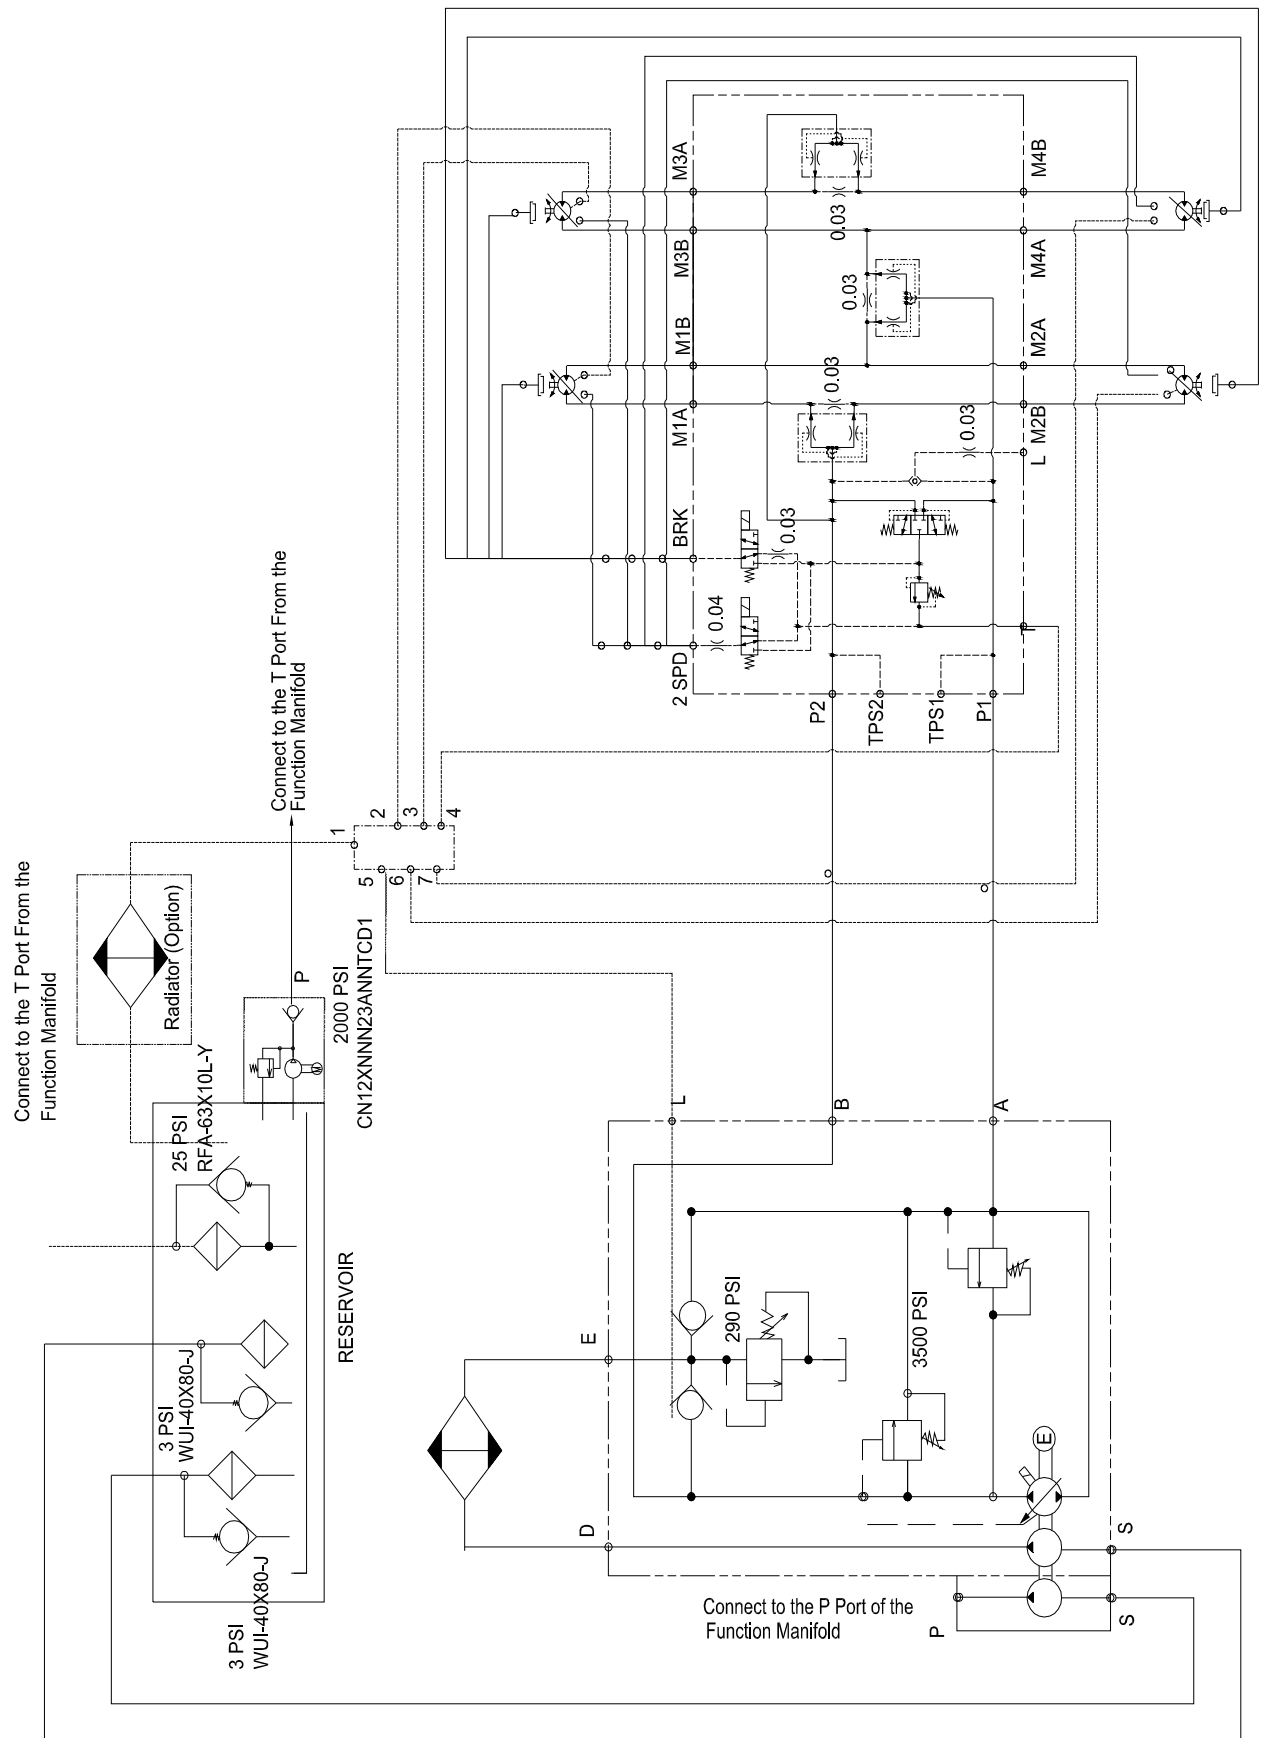 M3A
M4B
0.03
M3B
M4A
0.03
M1B
M2A
0.03
M1A
M2B
0.03
L
BRK
0.03
0.04
2 SPD
T
P2
TPS2
TPS1
P1
Connect to the T Port From the
Function Manifold
1
2
3
4
5
6
7
Connect to the T Port From the
Function Manifold
Radiator (Option)
P
2000 PSI
CN12XNNN23ANNTCD1
25 PSI
RFA-63X10L-Y
RESERVOIR
3 PSI
WUI-40X80-J
3 PSI
WUI-40X80-J
L
B
A
E
290 PSI
3500 PSI
E
D
S
Connect to the P Port of the
Function Manifold
P
S